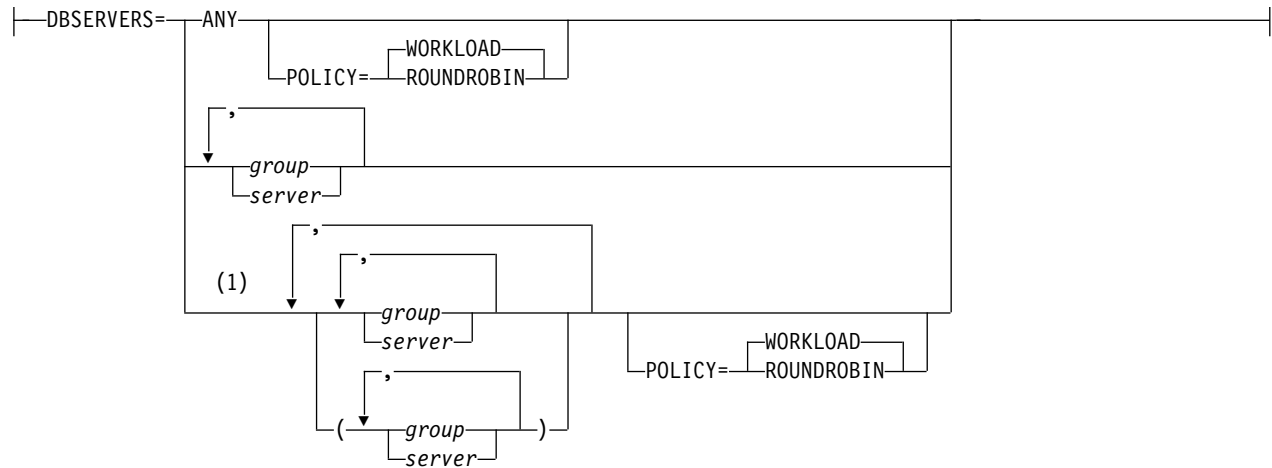 DBSERVERS= ANY
WORKLOAD
POLICY= ROUNDROBIN
,
group
server
,
,
(1)
group
server
WORKLOAD
POLICY= ROUNDROBIN
,
( group )
server